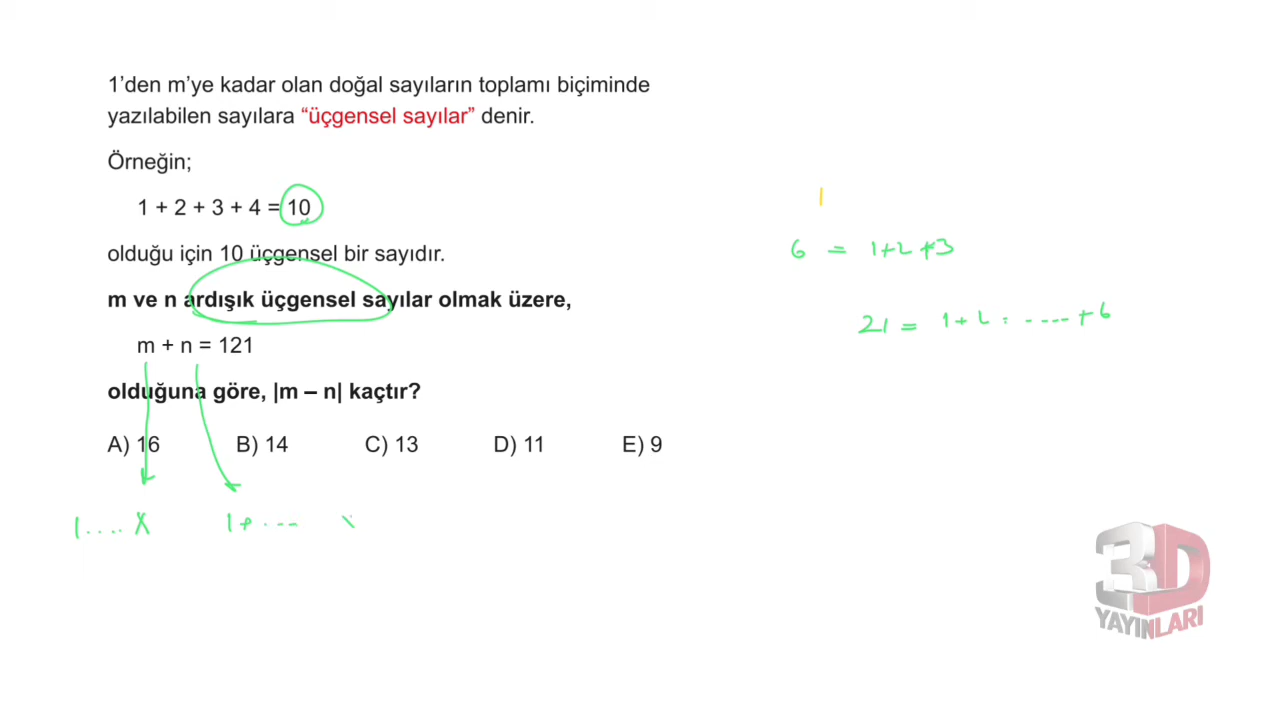 1’den m’ye kadar olan doğal sayıların toplamı biçiminde
yazılabilen sayılara “üçgensel sayılar” denir.
Örneğin;
1 + 2 + 3 + 4 = 10
olduğu için 10 üçgensel bir sayıdır.
m ve n ardışık üçgensel sayılar olmak üzere,
m + n = 121
olduğuna göre, |m – n| kaçtır?
A) 16 B) 14 C) 13 D) 11 E) 9
1 .... x 1 + ....
6 = 1+2+3
21 = 1+2 + ..... + 6
3D
YAYINLARI